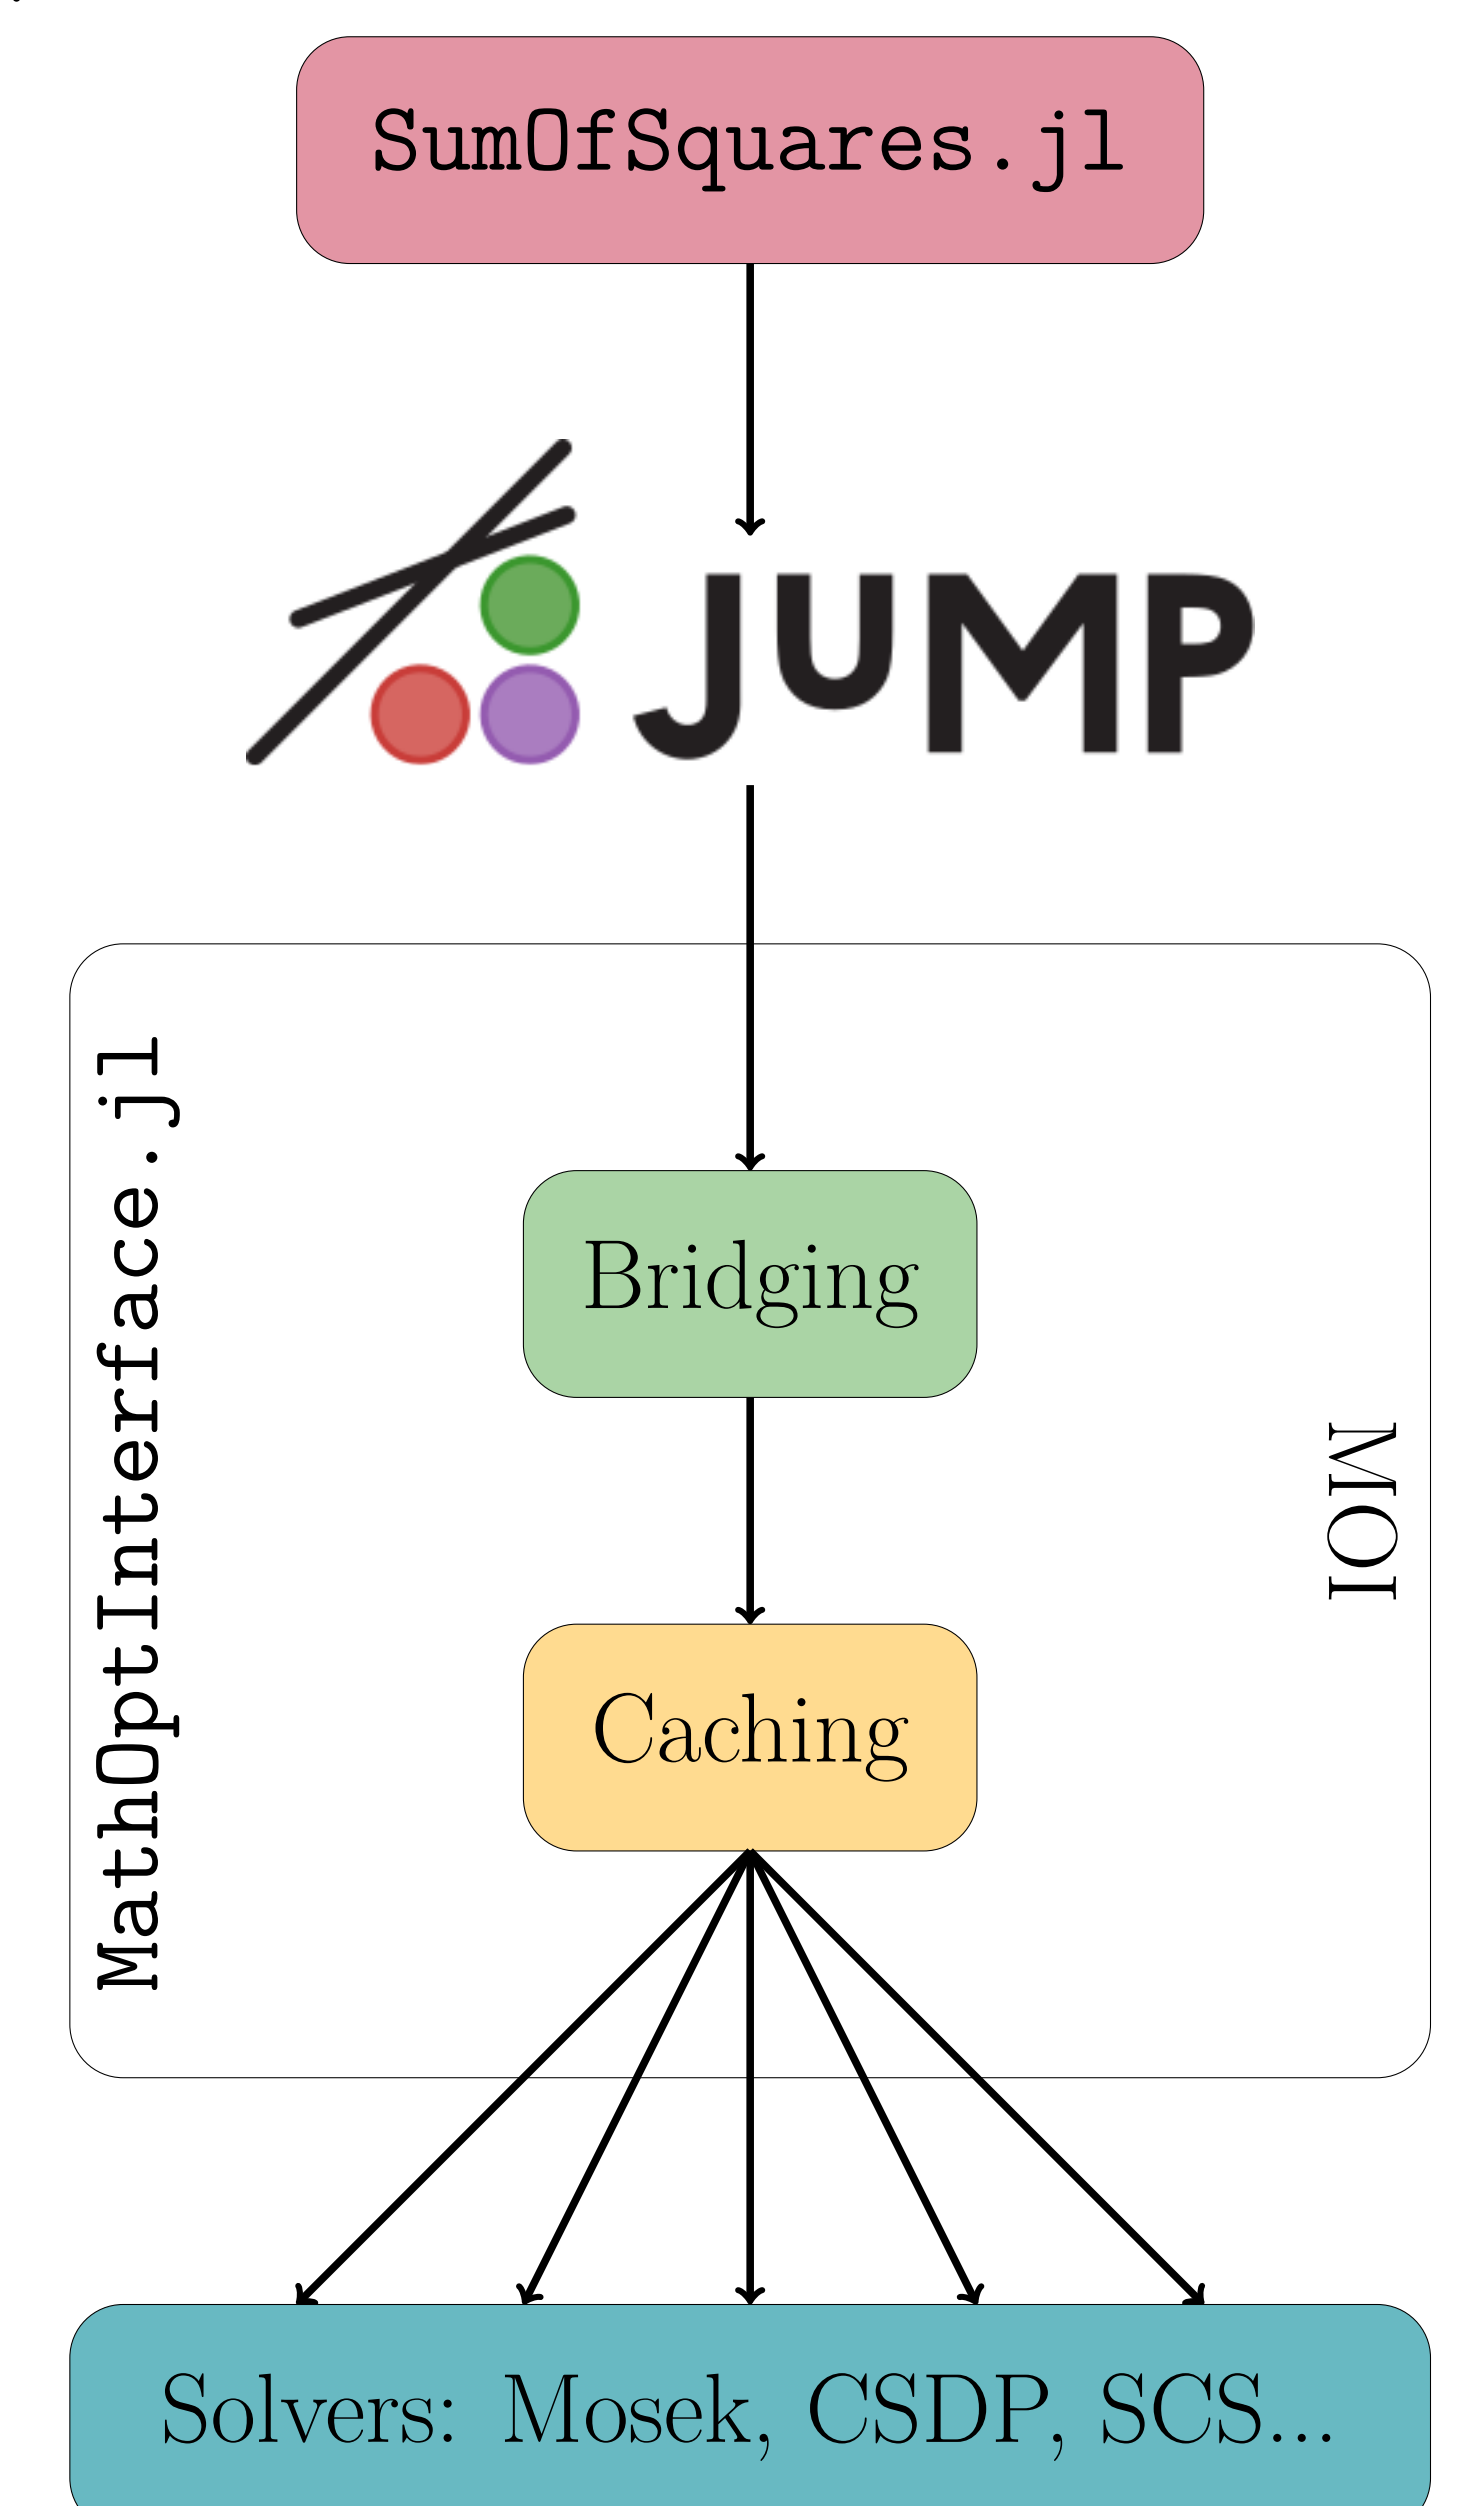 SumOfSquares.jl
JUMP
MathOptInterface.jl
Bridging
MOI
Caching
Solvers: Mosek, CSDP, SCS...